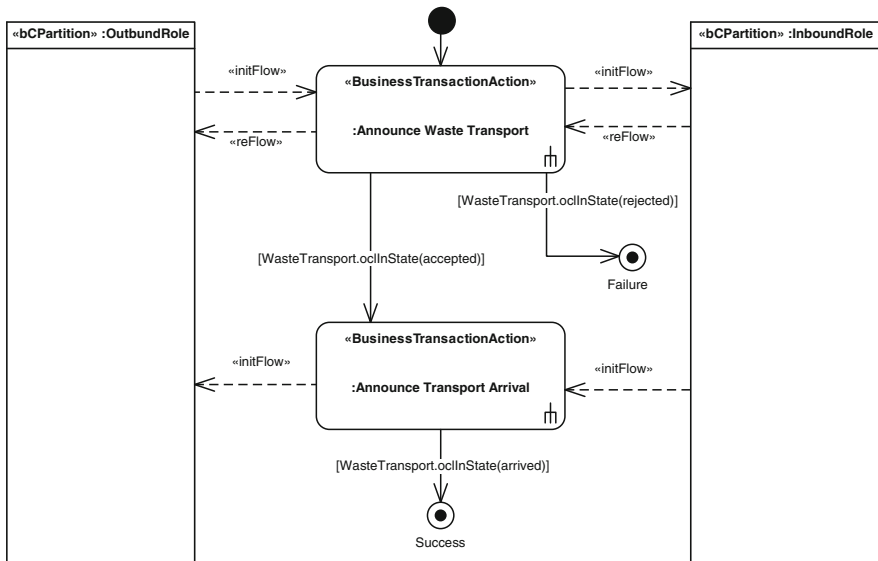 «bCPartition» :OutbundRole
«bCPartition» :InboundRole
«initFlow»
«BusinessTransactionAction»
«initFlow»
:Announce Waste Transport
«reFlow»
«reFlow»
[WasteTransport.oclInState(rejected)]
[WasteTransport.oclInState(accepted)]
Failure
«BusinessTransactionAction»
«initFlow»
«initFlow»
:Announce Transport Arrival
[WasteTransport.oclInState(arrived)]
Success